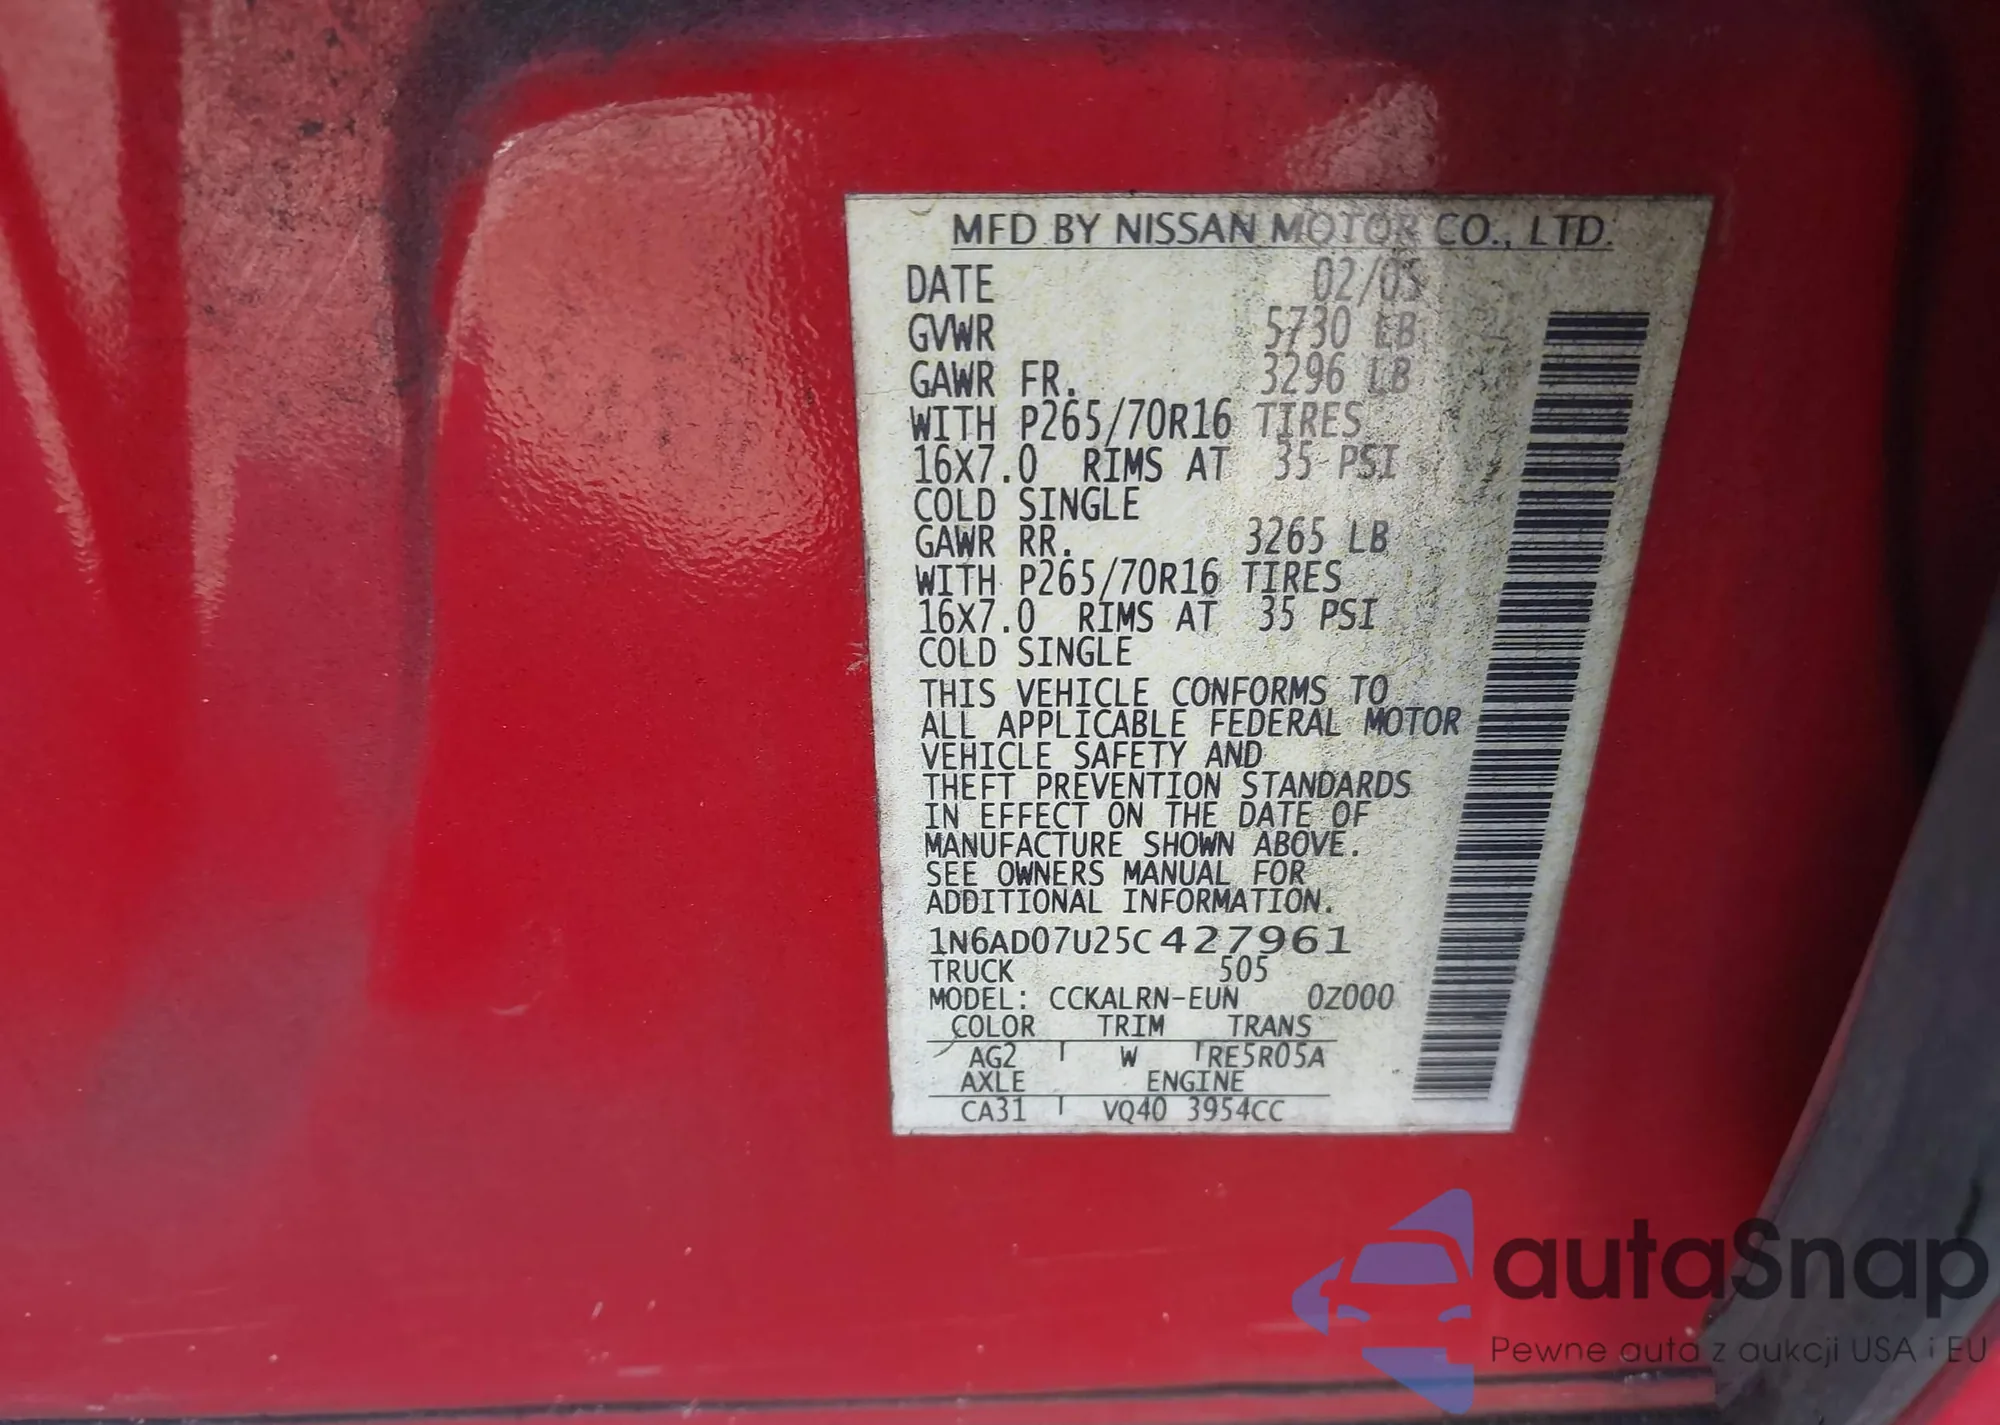 MFD BY NISSAN MOTOR CO., LTD.
DATE 02/05
GVWR 5730 LB
GAWR FR. 3296 LB
WITH P265/70R16 TIRES
16X7.0 RIMS AT 35 PSI
COLD SINGLE
GAWR RR. 3265 LB
WITH P265/70R16 TIRES
16X7.0 RIMS AT 35 PSI
COLD SINGLE
THIS VEHICLE CONFORMS TO
ALL APPLICABLE FEDERAL MOTOR
VEHICLE SAFETY AND
THEFT PREVENTION STANDARDS
IN EFFECT ON THE DATE OF
MANUFACTURE SHOWN ABOVE.
SEE OWNERS MANUAL FOR
ADDITIONAL INFORMATION.
1N6AD07U25C427961
TRUCK 505
MODEL: CCKALRN-EUN 0Z000
COLOR TRIM TRANS
AG2 W RE5R05A
AXLE ENGINE
CA31 VQ40 3954CC
autaSnap
Pewne auta z aukcji USA i EU